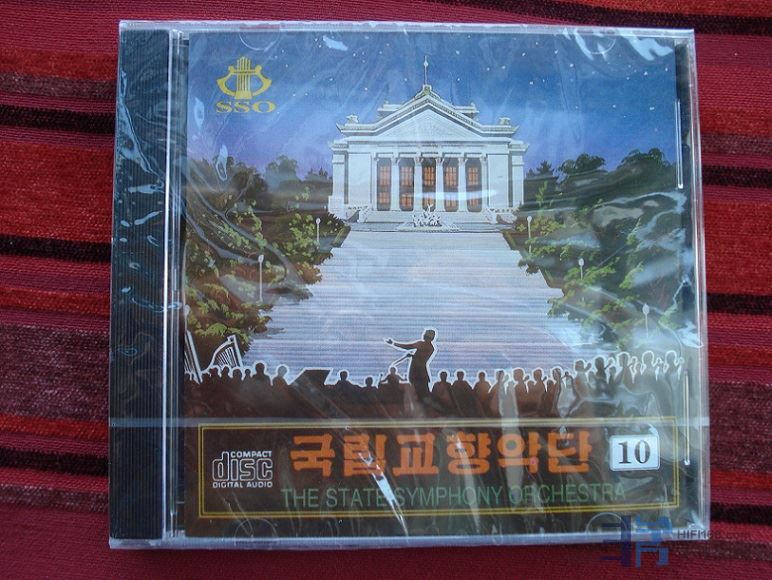 SSO
COMPACT
disc
DIGITAL AUDIO
국립교향악단 10
THE STATE SYMPHONY ORCHESTRA